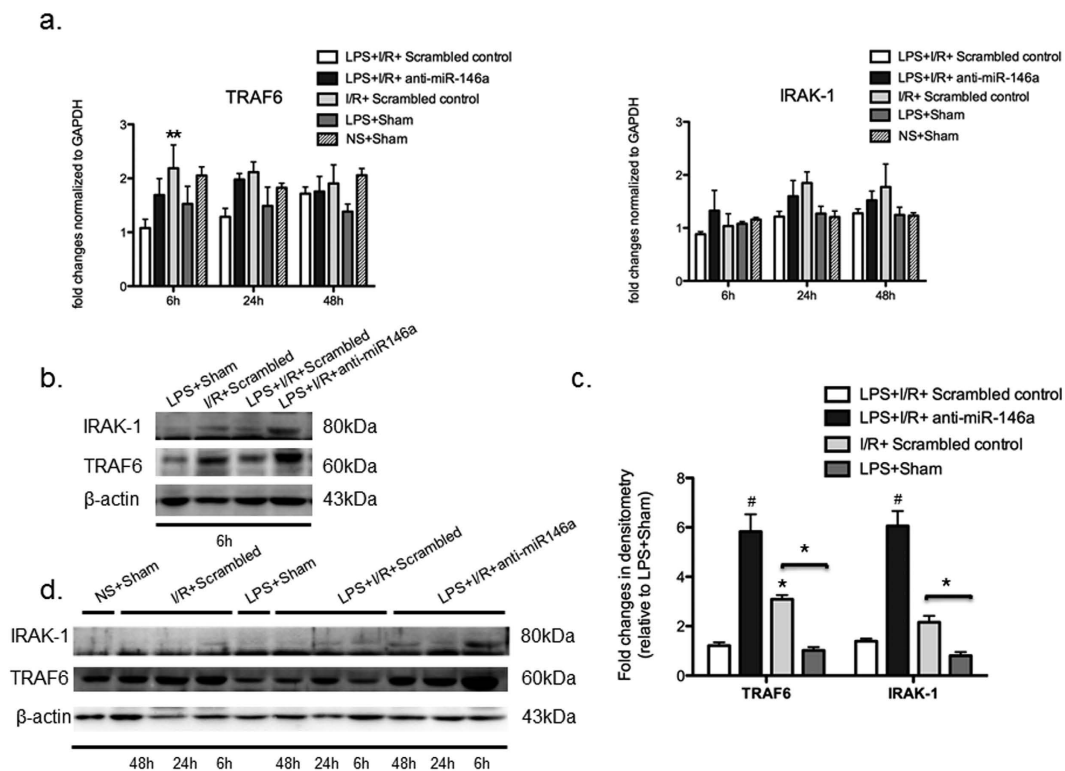 a.
LPS+I/R+ Scrambled control
LPS+I/R+ anti-miR-146a
I/R+ Scrambled control
LPS+Sham
NS+Sham
TRAF6
fold changes normalized to GAPDH
3
2
1
0
**
6h
24h
48h
LPS+I/R+ Scrambled control
LPS+I/R+ anti-miR-146a
I/R+ Scrambled control
LPS+Sham
NS+Sham
IRAK-1
fold changes normalized to GAPDH
3
2
1
0
6h
24h
48h
b.
LPS+Sham
I/R+Scrambled
LPS+I/R+Scrambled
LPS+I/R+anti-miR146a
IRAK-1
80kDa
TRAF6
60kDa
β-actin
43kDa
6h
c.
LPS+I/R+ Scrambled control
LPS+I/R+ anti-miR-146a
I/R+ Scrambled control
LPS+Sham
Fold changes in densitometry
(relative to LPS+Sham)
8
6
4
2
0
#
*
*
#
*
TRAF6
IRAK-1
d.
NS+Sham
I/R+Scrambled
LPS+Sham
LPS+I/R+Scrambled
LPS+I/R+anti-miR146a
IRAK-1
80kDa
TRAF6
60kDa
β-actin
43kDa
48h 24h 6h 48h 24h 6h 48h 24h 6h